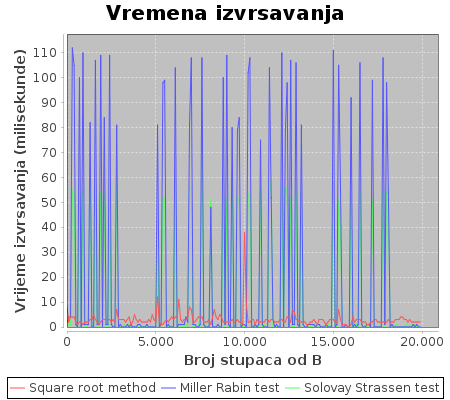 Vremena izvrsavanja
Vrijeme izvrsavanja (milisekunde)
110
100
90
80
70
60
50
40
30
20
10
0
0 5.000 10.000 15.000 20.000
Broj stupaca od B
Square root method Miller Rabin test Solovay Strassen test